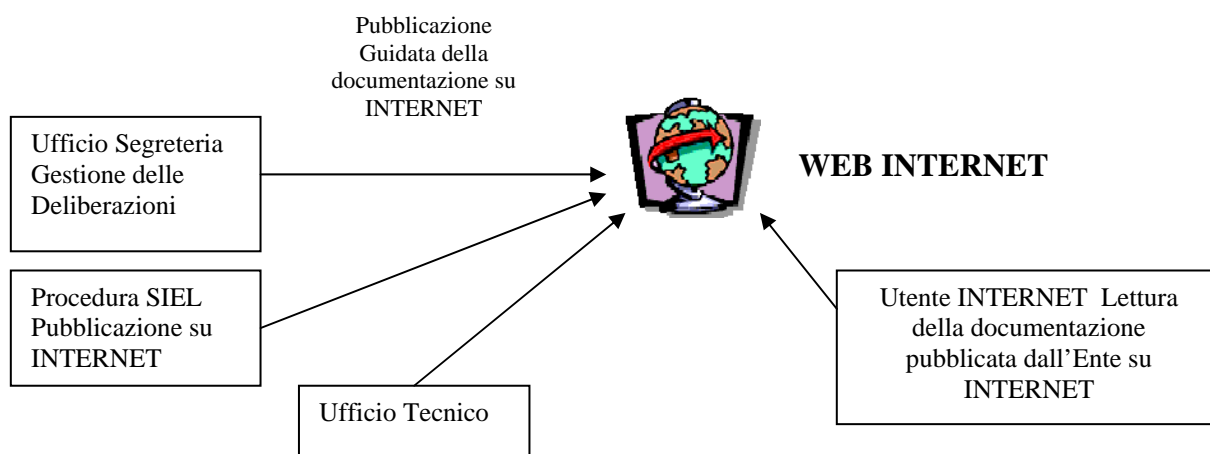 Pubblicazione
Guidata della
documentazione su
INTERNET
Ufficio Segreteria
Gestione delle
Deliberazioni
WEB INTERNET
Procedura SIEL
Pubblicazione su
INTERNET
Utente INTERNET Lettura
della documentazione
pubblicata dall’Ente su
INTERNET
Ufficio Tecnico